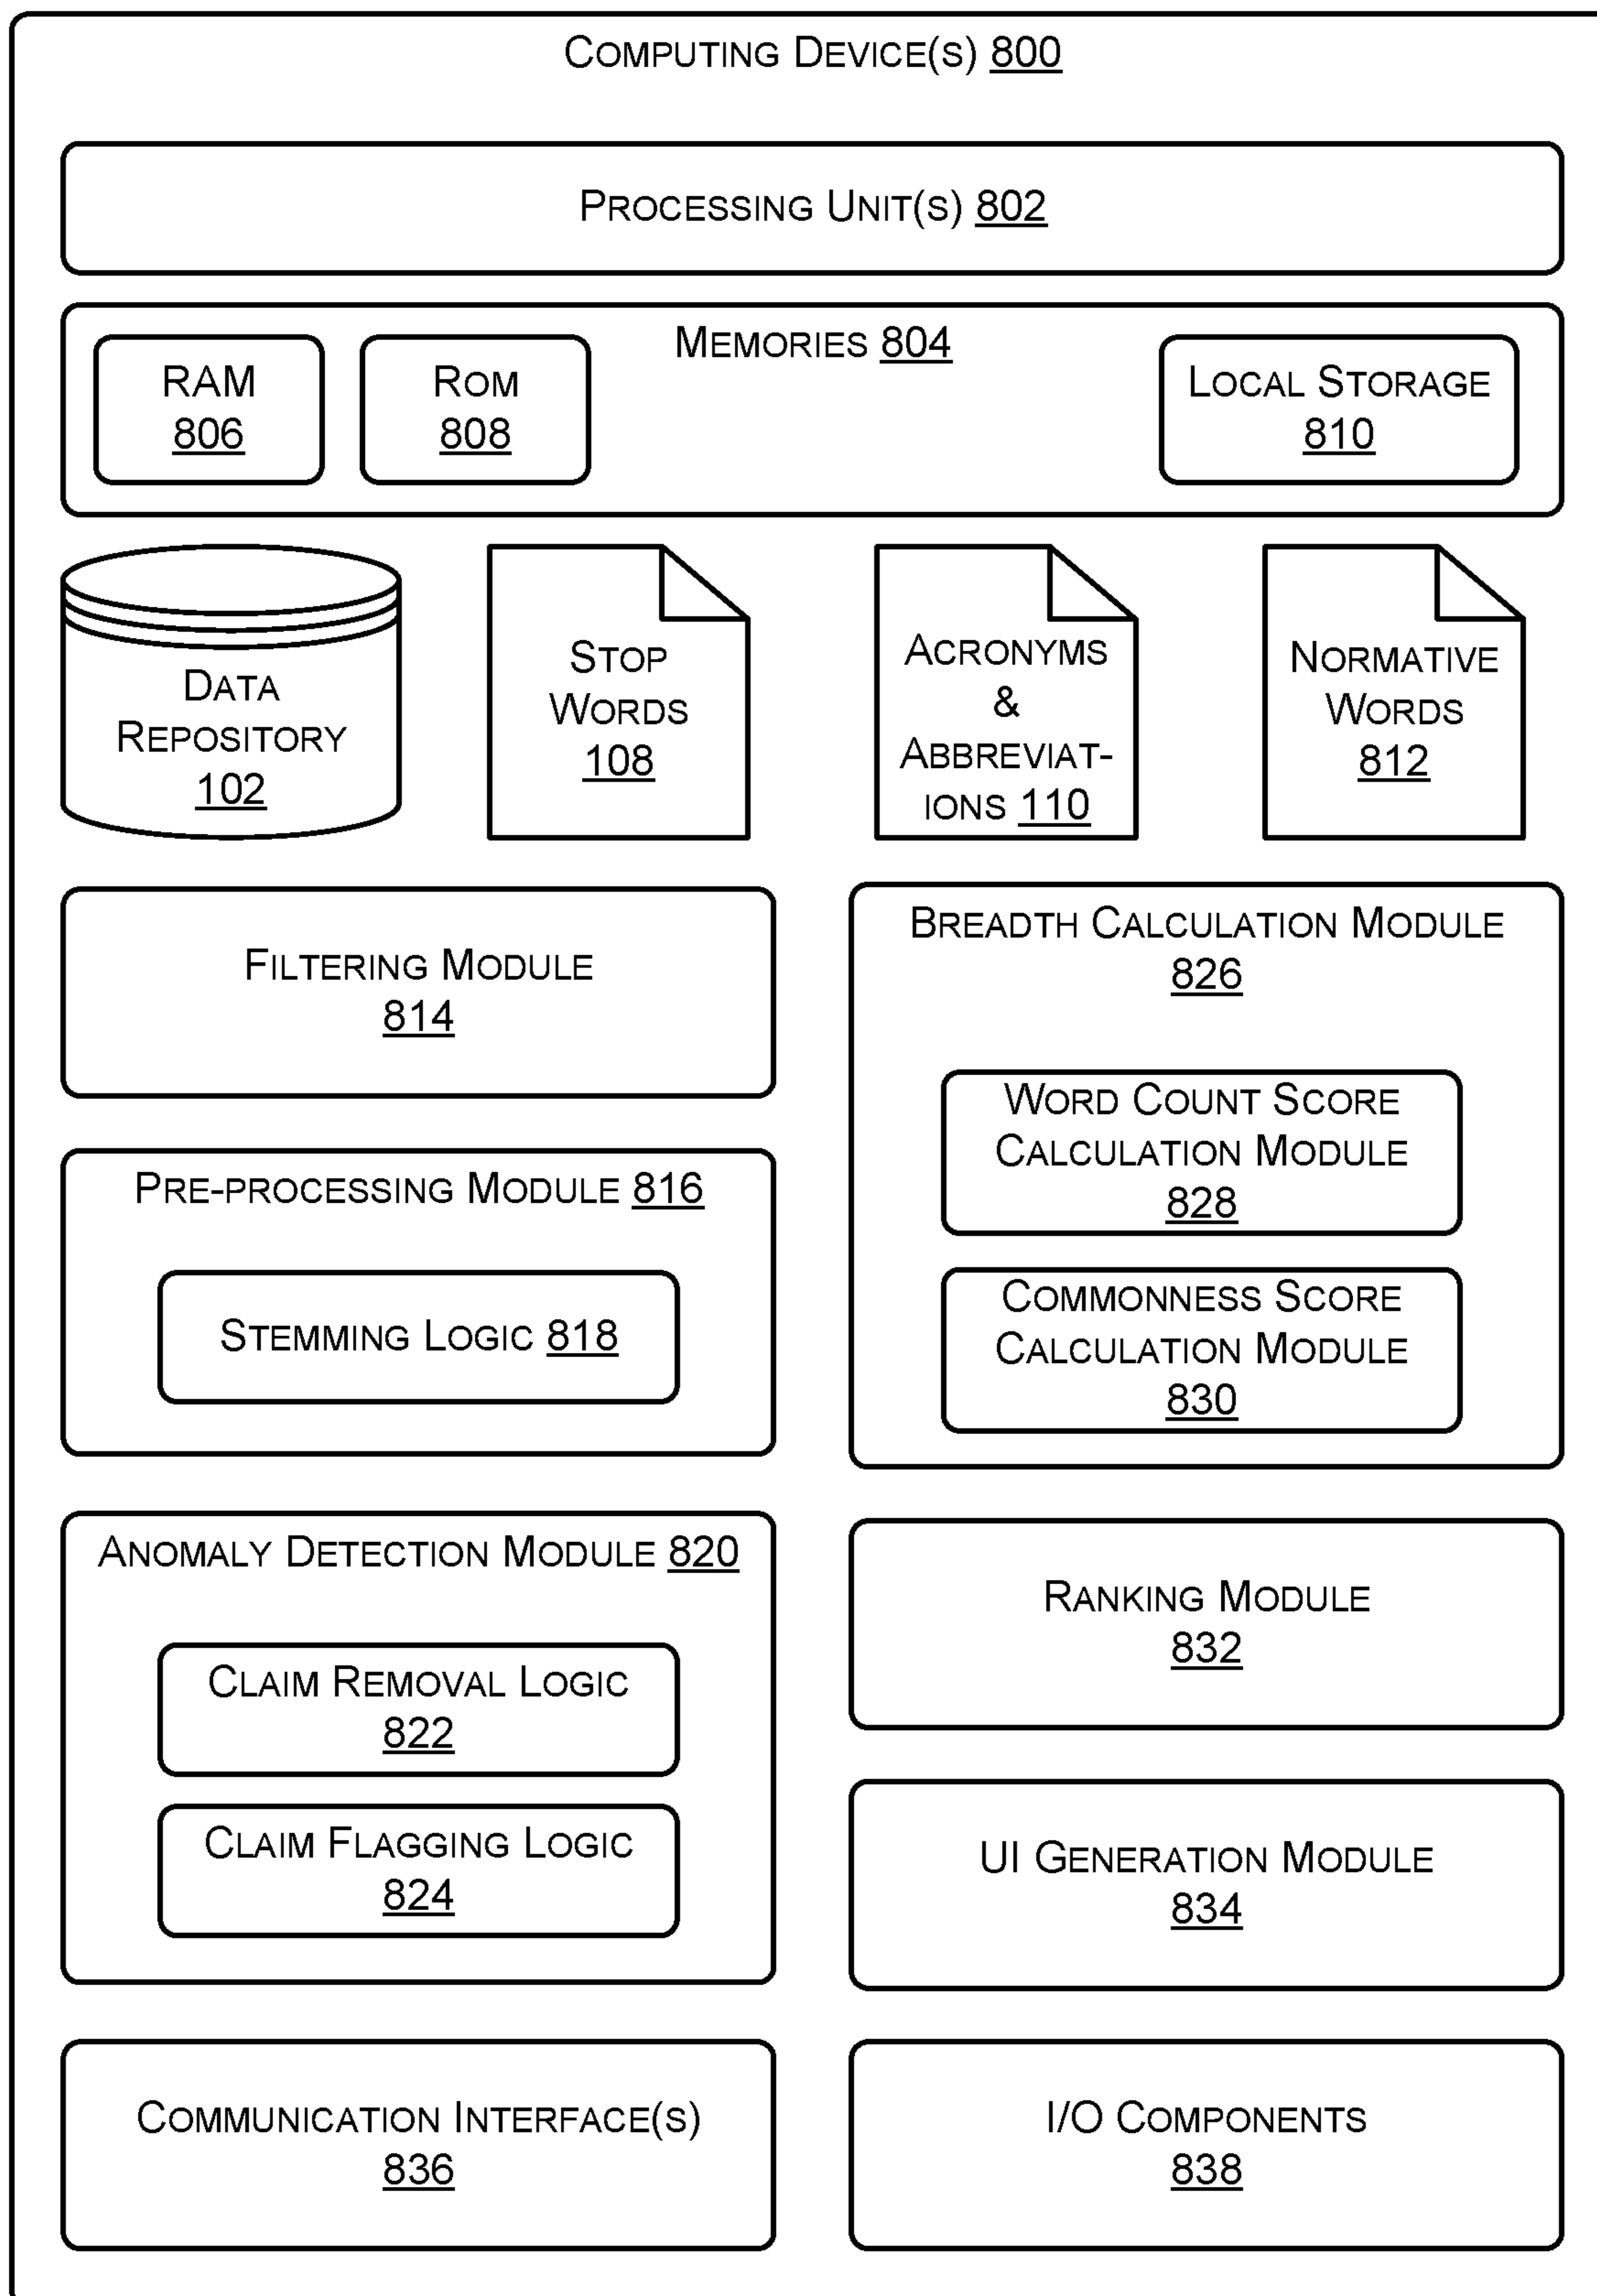 COMPUTING DEVICE(S) 800
PROCESSING UNIT(S) 802
MEMORIES 804
RAM
806
ROM
808
LOCAL STORAGE
810
DATA
REPOSITORY
102
STOP
WORDS
108
ACRONYMS
&
ABBREVIAT-
IONS 110
NORMATIVE
WORDS
812
FILTERING MODULE
814
PRE-PROCESSING MODULE 816
STEMMING LOGIC 818
ANOMALY DETECTION MODULE 820
CLAIM REMOVAL LOGIC
822
CLAIM FLAGGING LOGIC
824
BREADTH CALCULATION MODULE
826
WORD COUNT SCORE
CALCULATION MODULE
828
COMMONNESS SCORE
CALCULATION MODULE
830
RANKING MODULE
832
UI GENERATION MODULE
834
COMMUNICATION INTERFACE(S)
836
I/O COMPONENTS
838